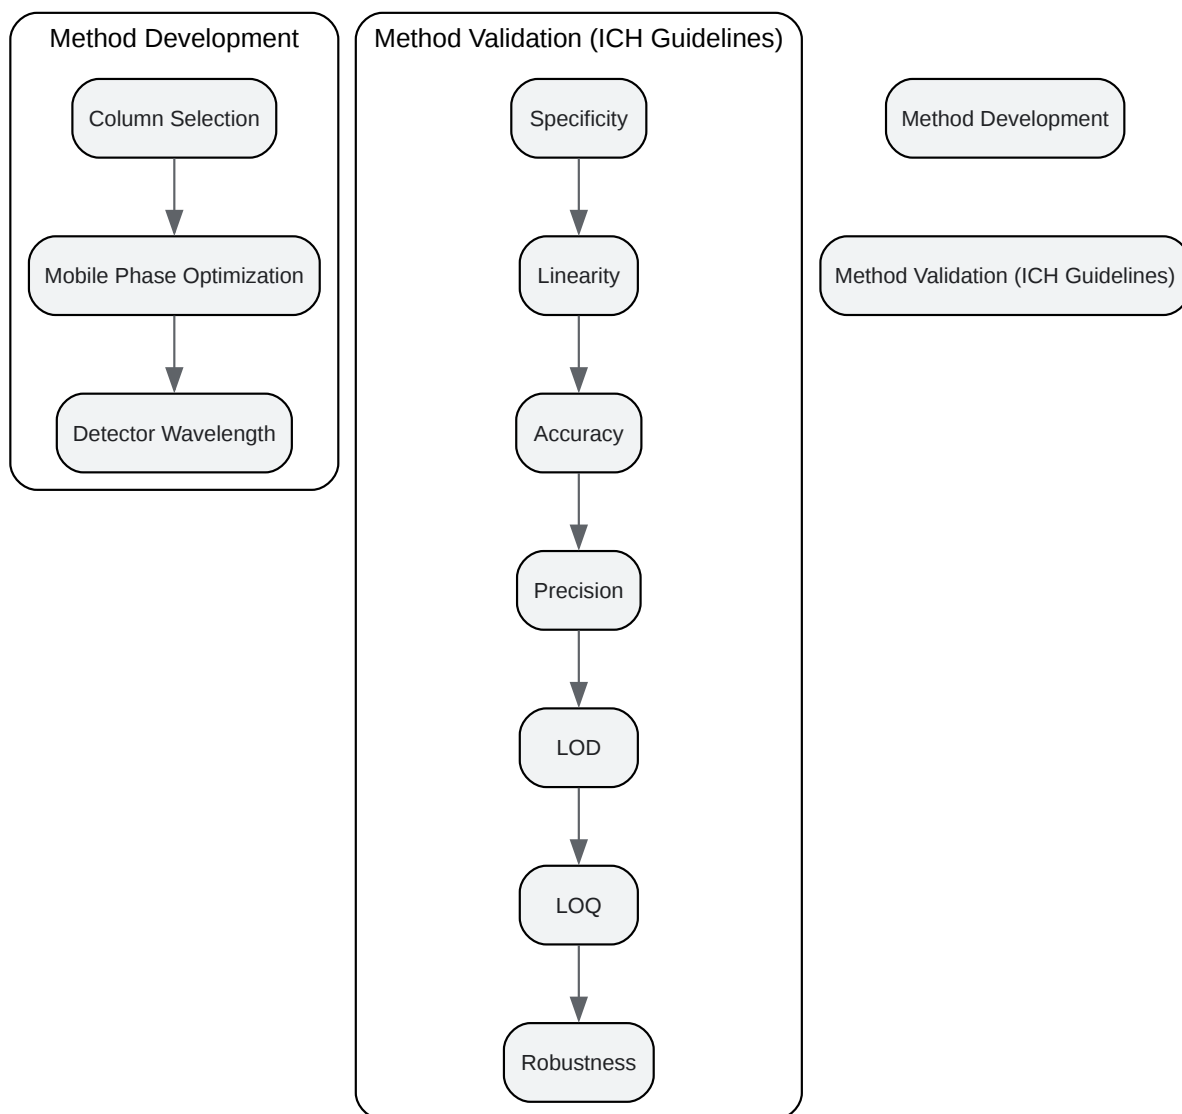 Method Development
Column Selection
Mobile Phase Optimization
Detector Wavelength
Method Validation (ICH Guidelines)
Specificity
Linearity
Accuracy
Precision
LOD
LOQ
Robustness
Method Development
Method Validation (ICH Guidelines)